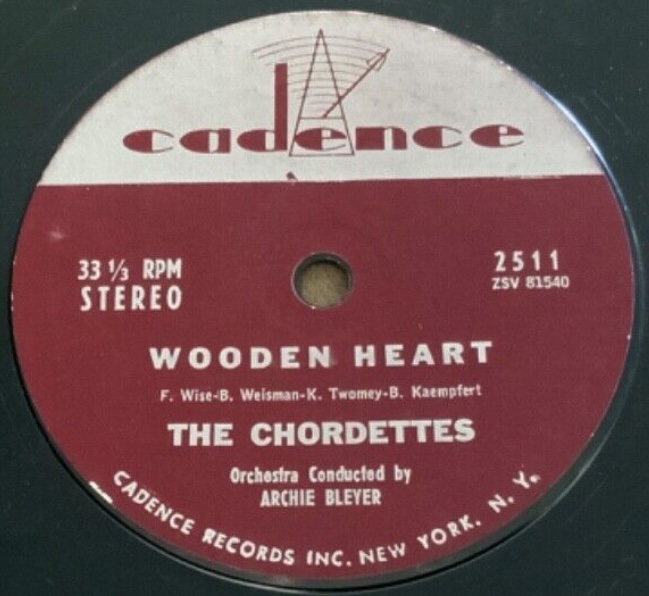 cadence
33 ⅓ RPM
STEREO
2511
ZSV 81540
WOODEN HEART
F. Wise-B. Weisman-K. Twomey-B. Kaempfert
THE CHORDETTES
Orchestra Conducted by
ARCHIE BLEYER
CADENCE RECORDS INC. NEW YORK. N. Y.